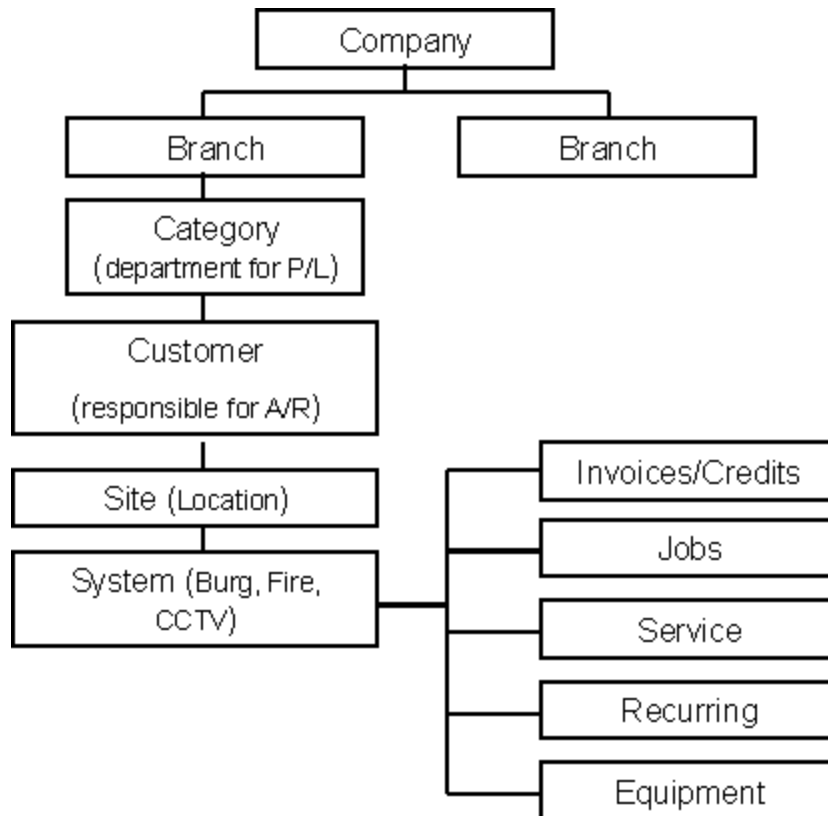 Company
Branch
Branch
Category
(department for P/L)
Customer
(responsible for A/R)
Site (Location)
System (Burg, Fire,
CCTV)
Invoices/Credits
Jobs
Service
Recurring
Equipment